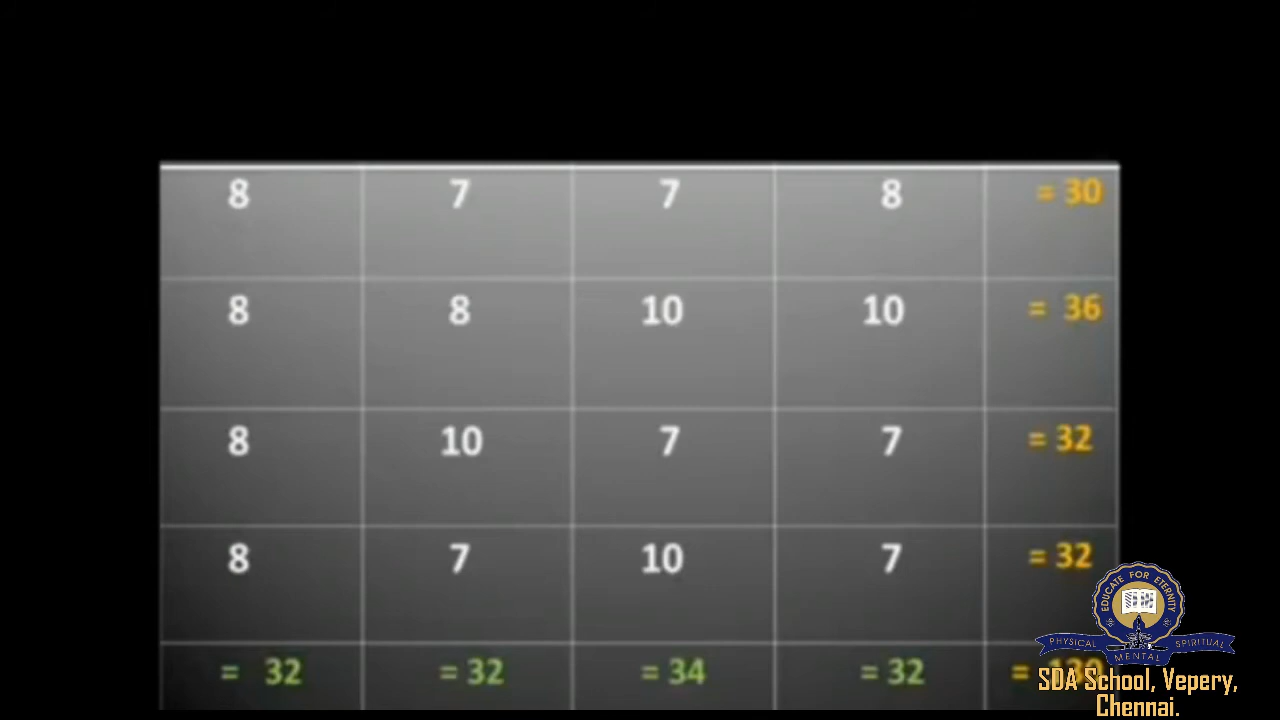 8 7 7 8 = 30
8 8 10 10 = 36
8 10 7 7 = 32
8 7 10 7 = 32
= 32 = 32 = 34 = 32 =
EDUCATE FOR ETERNITY
PHYSICAL MENTAL SPIRITUAL
SDA School, Vepery,
Chennai.